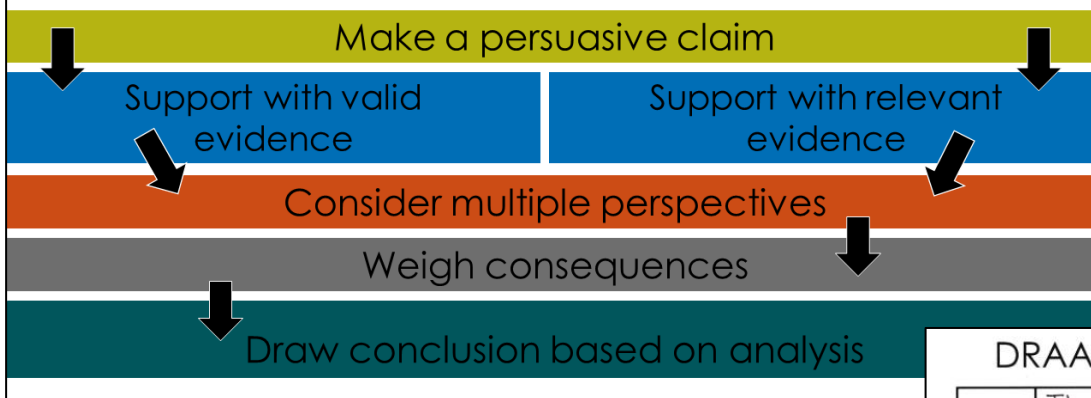 Make a persuasive claim
Support with valid
evidence
Support with relevant
evidence
Consider multiple perspectives
Weigh consequences
Draw conclusion based on analysis
DRAA